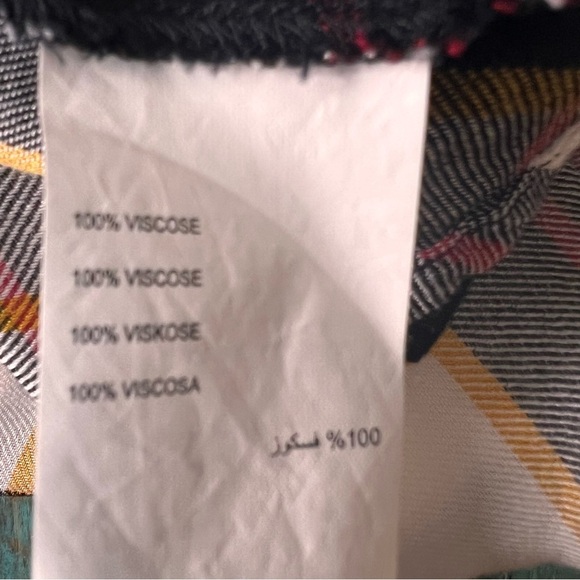 100% VISCOSE
100% VISCOSE
100% VISKOSE
100% VISCOSA
%100 فسكوز